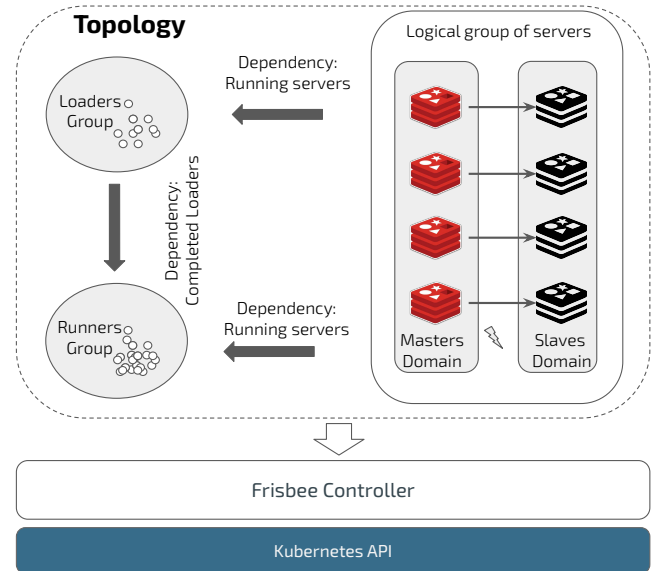 Topology
Logical group of servers
Dependency:
Running servers
Loaders
Group
Dependency:
Completed Loaders
Runners
Group
Dependency:
Running servers
Masters
Domain
Slaves
Domain
Frisbee Controller
Kubernetes API